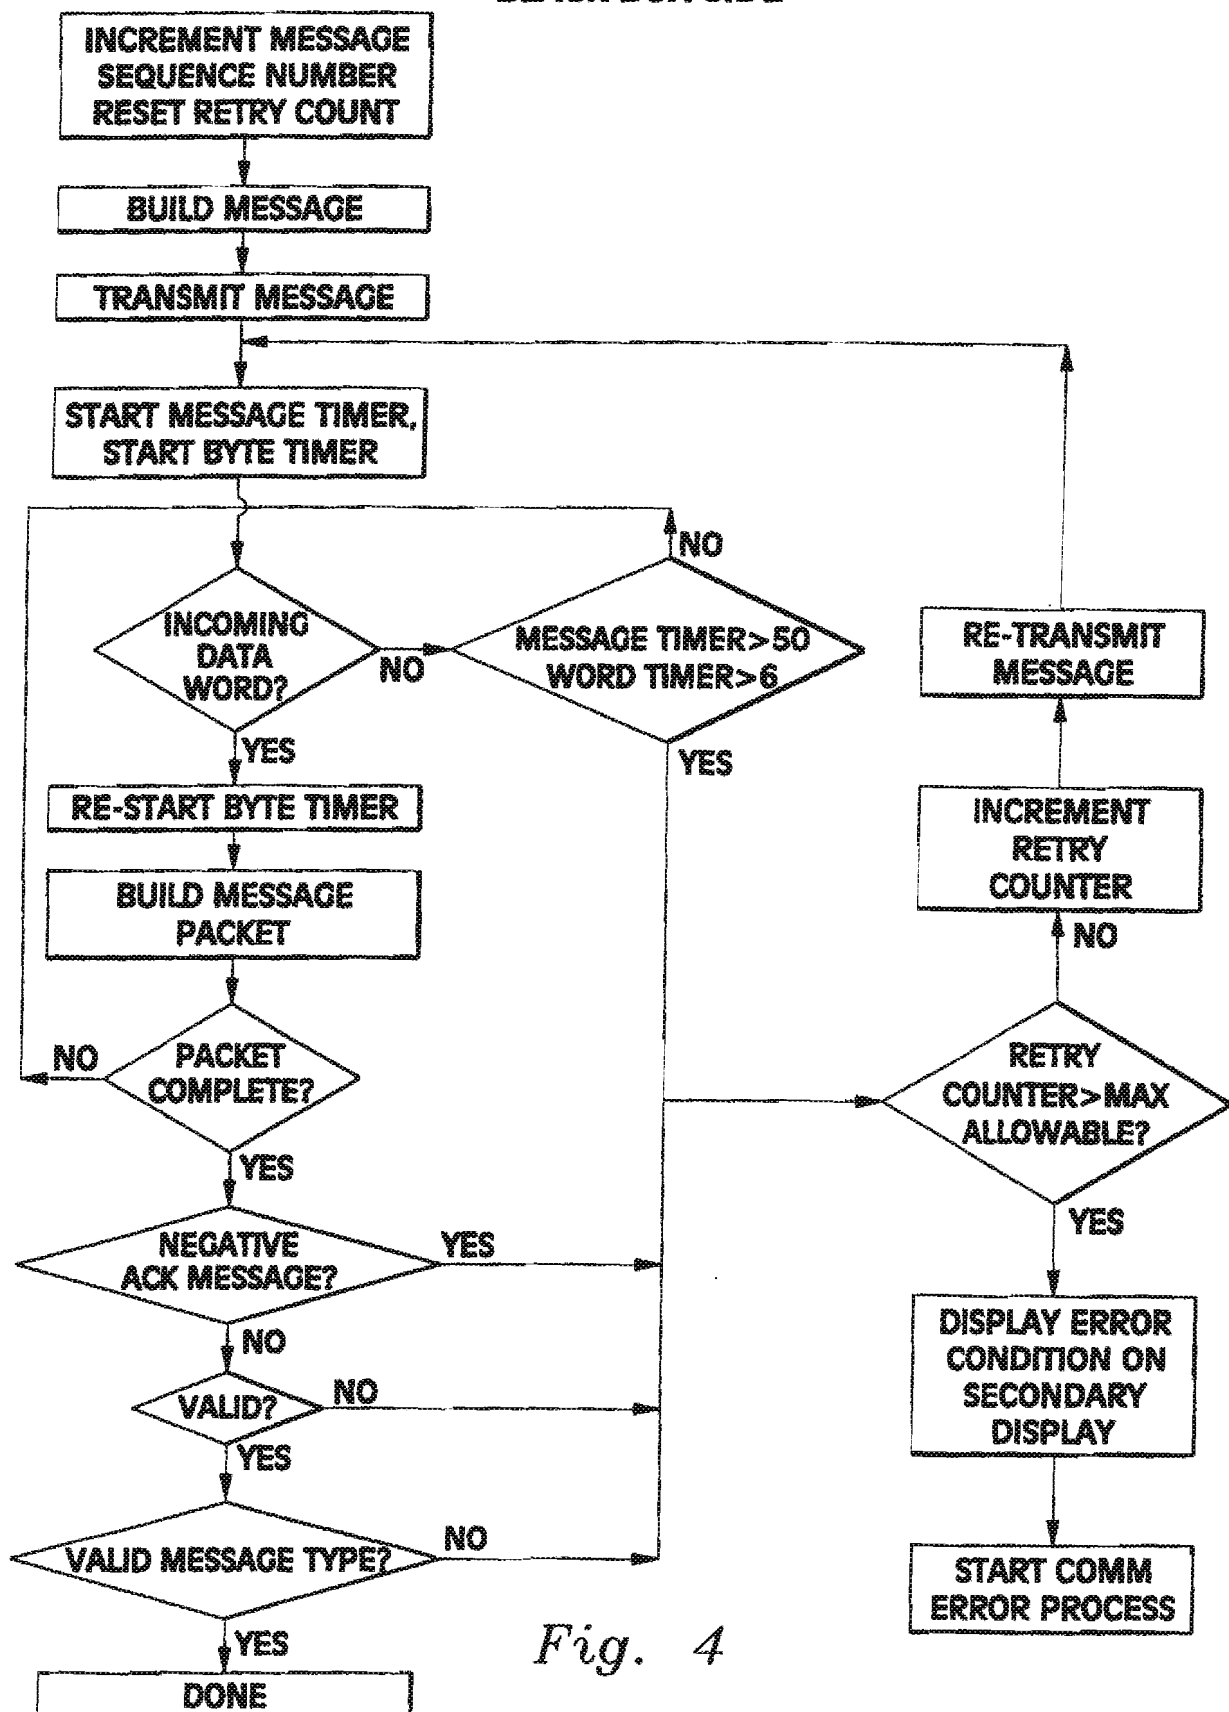 INCREMENT MESSAGE
SEQUENCE NUMBER
RESET RETRY COUNT
BUILD MESSAGE
TRANSMIT MESSAGE
START MESSAGE TIMER,
START BYTE TIMER
INCOMING
DATA
WORD?
NO
MESSAGE TIMER>50
WORD TIMER>6
NO
YES
YES
RE-START BYTE TIMER
BUILD MESSAGE
PACKET
PACKET
COMPLETE?
NO
YES
NEGATIVE
ACK MESSAGE?
YES
NO
VALID?
NO
YES
VALID MESSAGE TYPE?
NO
YES
DONE
RE-TRANSMIT
MESSAGE
INCREMENT
RETRY
COUNTER
NO
RETRY
COUNTER>MAX
ALLOWABLE?
YES
DISPLAY ERROR
CONDITION ON
SECONDARY
DISPLAY
START COMM
ERROR PROCESS
Fig. 4